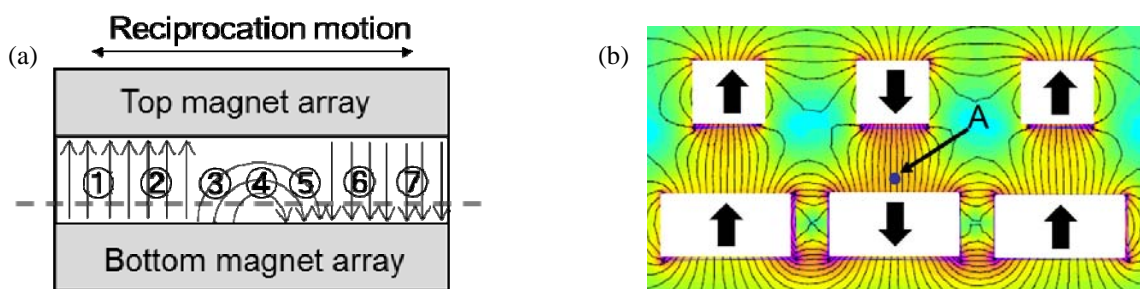 (a)
Reciprocation motion
Top magnet array
① ② ③ ④ ⑤ ⑥ ⑦
Bottom magnet array
(b)
A